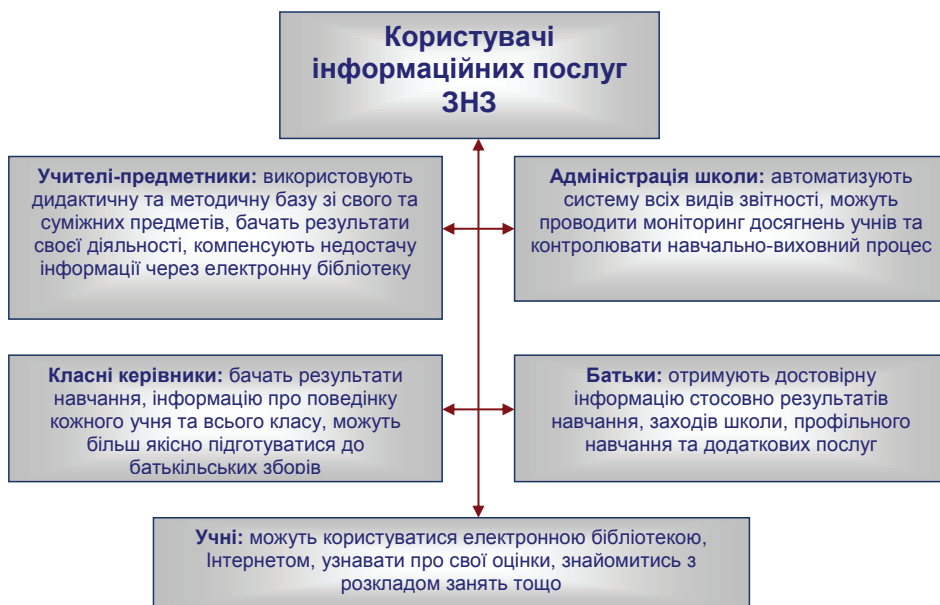 Користувачі
інформаційних послуг
ЗНЗ
Учителі-предметники: використовують
дидактичну та методичну базу зі свого та
суміжних предметів, бачать результати
своєї діяльності, компенсують недостачу
інформації через електронну бібліотеку
Адміністрація школи: автоматизують
систему всіх видів звітності, можуть
проводити моніторинг досягнень учнів та
контролювати навчально-виховний процес
Класні керівники: бачать результати
навчання, інформацію про поведінку
кожного учня та всього класу, можуть
більш якісно підготуватися до
батькільських зборів
Батьки: отримують достовірну
інформацію стосовно результатів
навчання, заходів школи, профільного
навчання та додаткових послуг
Учні: можуть користуватися електронною бібліотекою,
Інтернетом, узнавати про свої оцінки, знайомитись з
розкладом занять тощо